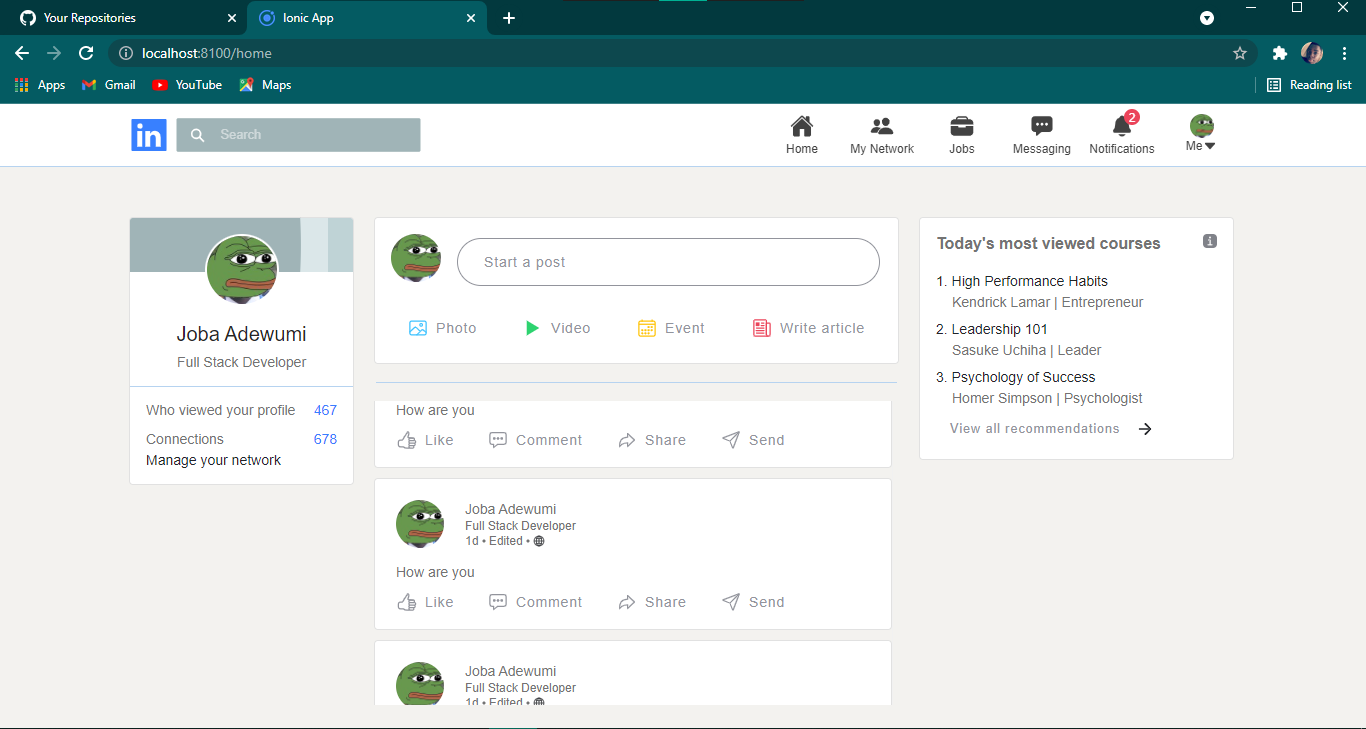 Your Repositories
Ionic App
localhost:8100/home
Apps
Gmail
YouTube
Maps
Reading list
in
Search
Home
My Network
Jobs
Messaging
2
Notifications
Me
Joba Adewumi
Full Stack Developer
Who viewed your profile 467
Connections 678
Manage your network
Start a post
Photo
Video
Event
Write article
How are you
Like
Comment
Share
Send
Joba Adewumi
Full Stack Developer
1d • Edited •
How are you
Like
Comment
Share
Send
Joba Adewumi
Full Stack Developer
1d • Edited •
Today's most viewed courses
1. High Performance Habits
Kendrick Lamar | Entrepreneur
2. Leadership 101
Sasuke Uchiha | Leader
3. Psychology of Success
Homer Simpson | Psychologist
View all recommendations